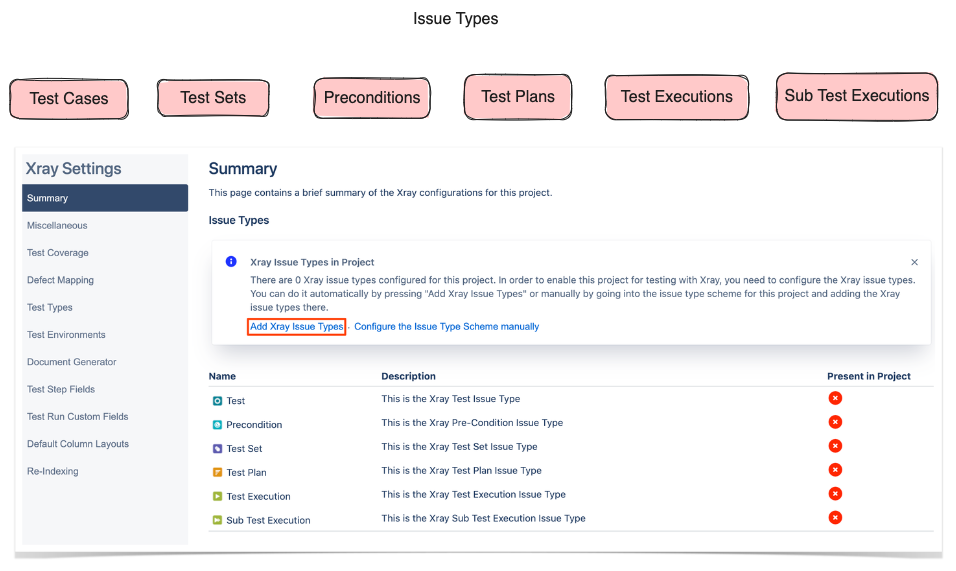 Issue Types
Test Cases
Test Sets
Preconditions
Test Plans
Test Executions
Sub Test Executions
Xray Settings
Summary
Miscellaneous
Test Coverage
Defect Mapping
Test Types
Test Environments
Document Generator
Test Step Fields
Test Run Custom Fields
Default Column Layouts
Re-Indexing
Summary
This page contains a brief summary of the Xray configurations for this project.
Issue Types
Xray Issue Types in Project
There are 0 Xray issue types configured for this project. In order to enable this project for testing with Xray, you need to configure the Xray issue types.
You can do it automatically by pressing "Add Xray Issue Types" or manually by going into the issue type scheme for this project and adding the Xray
issue types there.
Add Xray Issue Types · Configure the Issue Type Scheme manually
Name Description Present in Project
Test This is the Xray Test Issue Type
Precondition This is the Xray Pre-Condition Issue Type
Test Set This is the Xray Test Set Issue Type
Test Plan This is the Xray Test Plan Issue Type
Test Execution This is the Xray Test Execution Issue Type
Sub Test Execution This is the Xray Sub Test Execution Issue Type